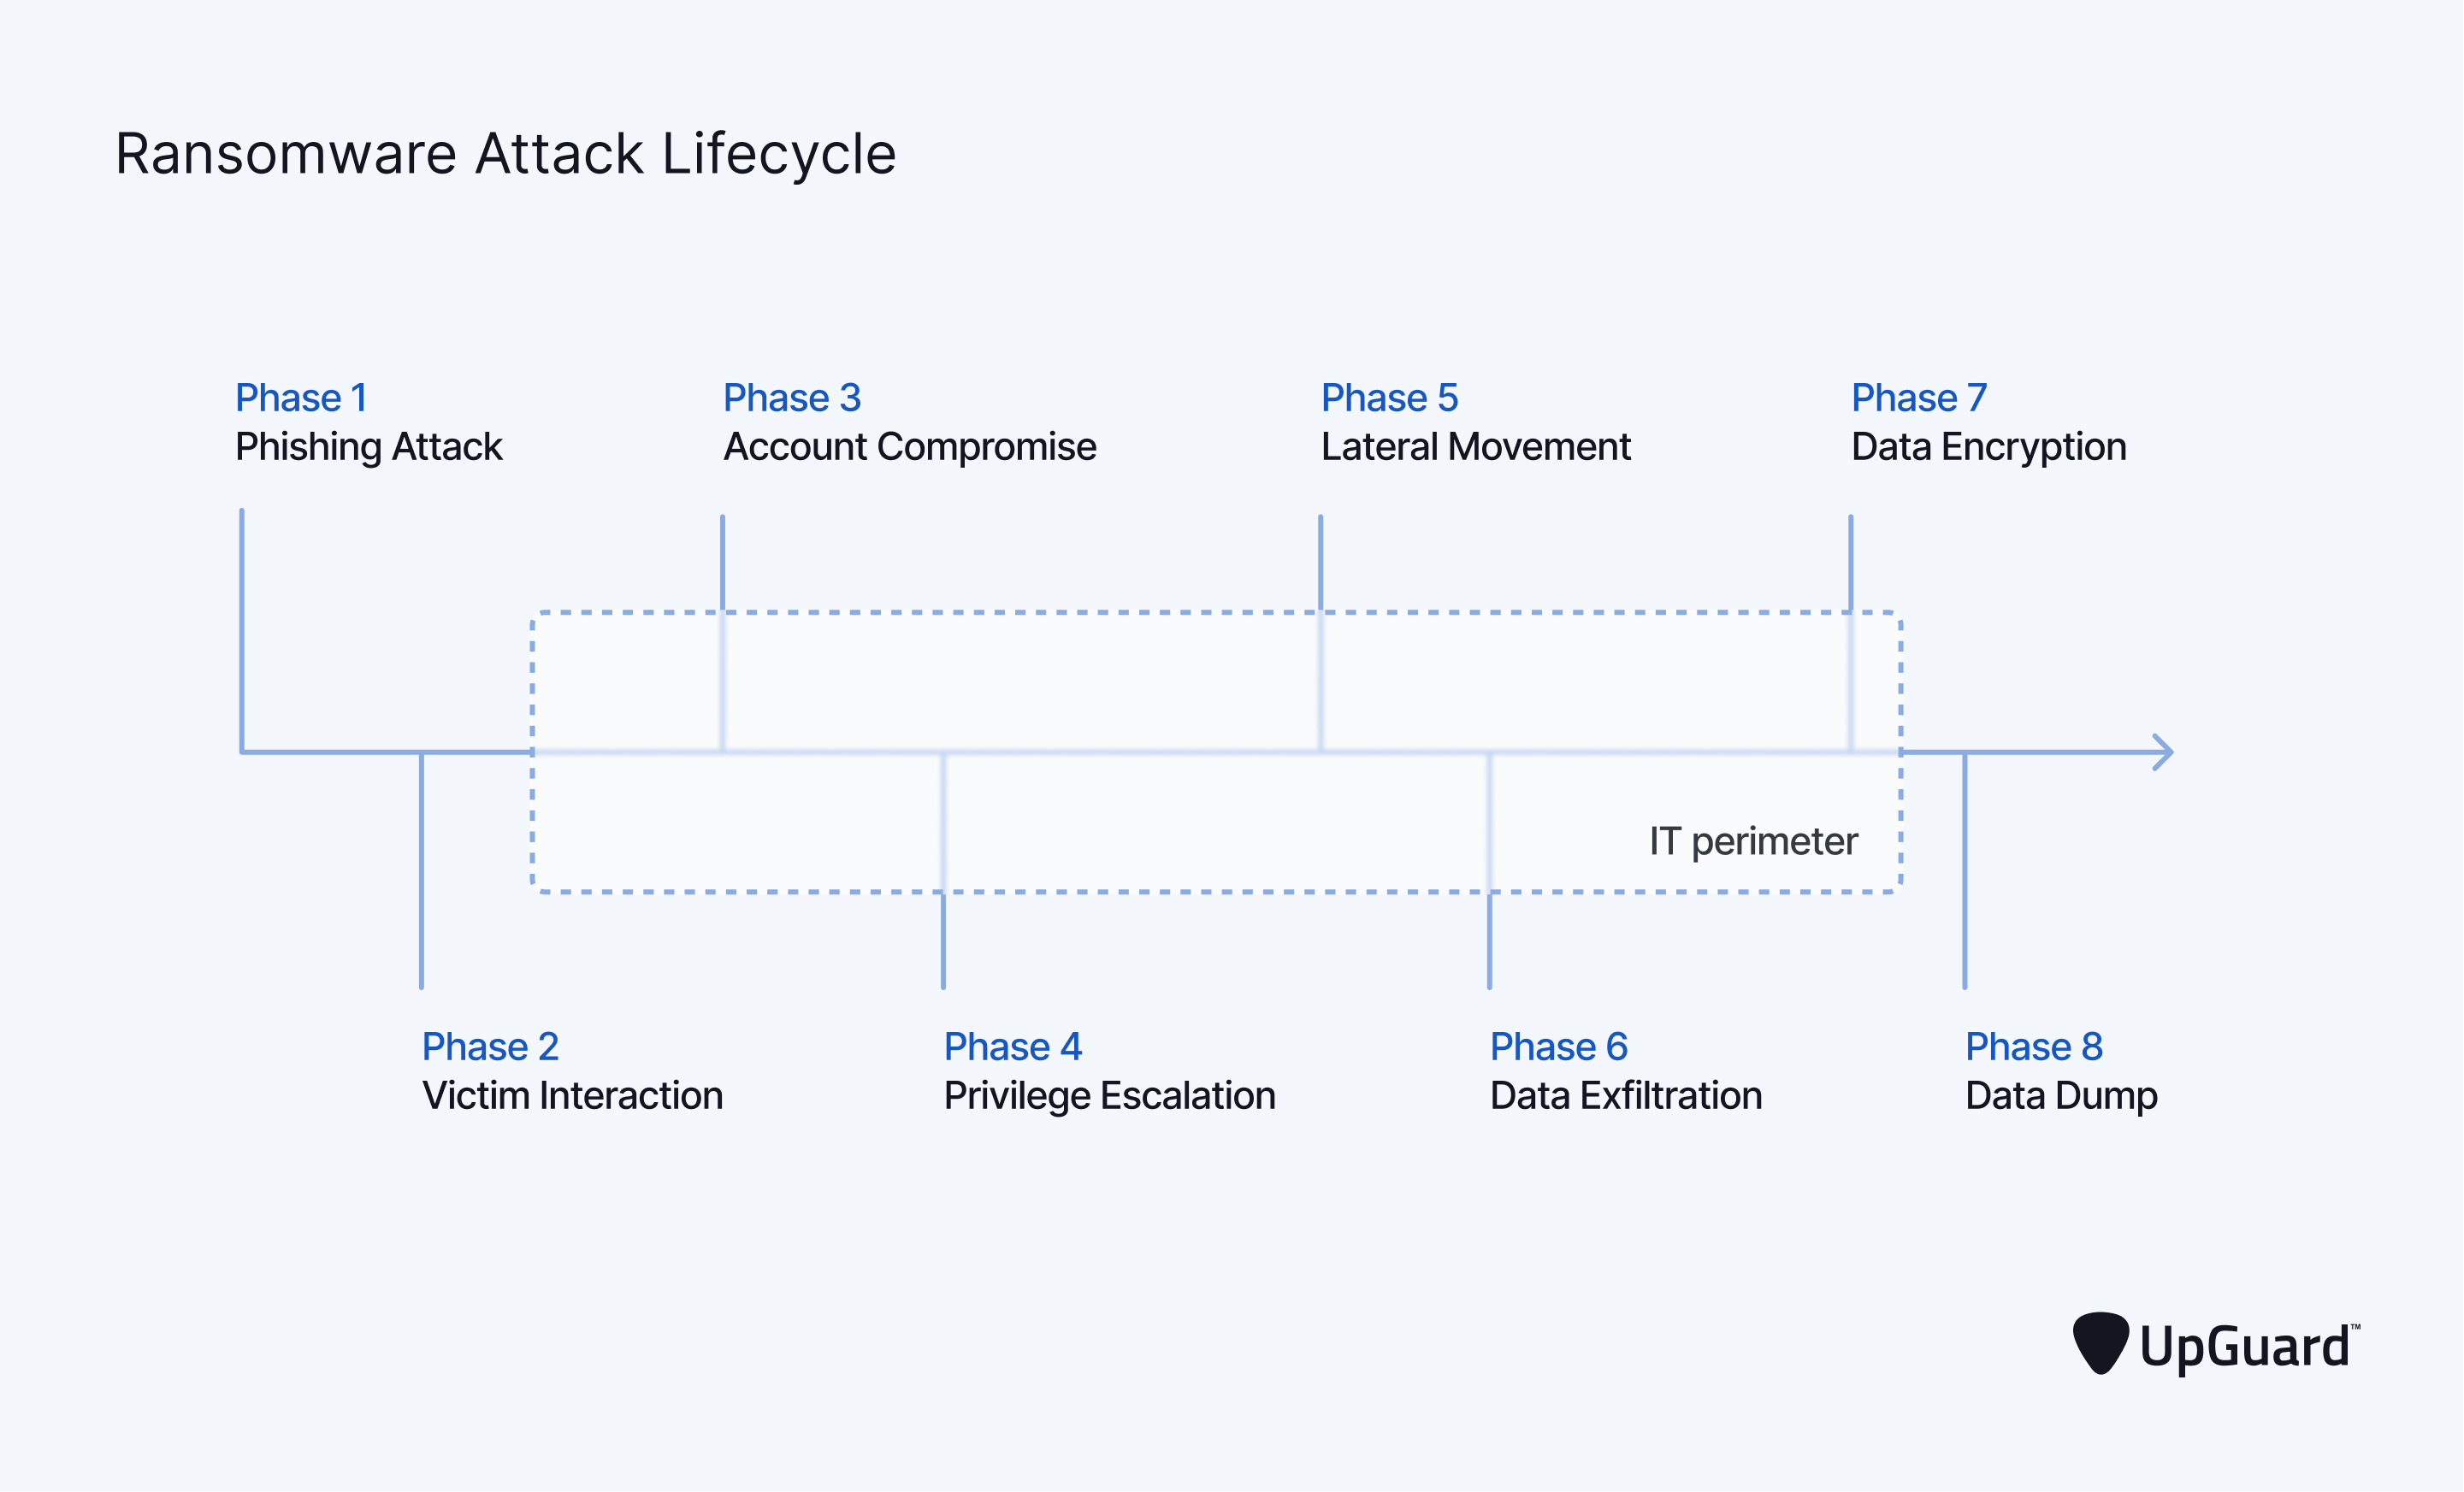 Ransomware Attack Lifecycle
Phase 1
Phishing Attack
Phase 3
Account Compromise
Phase 5
Lateral Movement
Phase 7
Data Encryption
IT perimeter
Phase 2
Victim Interaction
Phase 4
Privilege Escalation
Phase 6
Data Exfiltration
Phase 8
Data Dump
UpGuard™